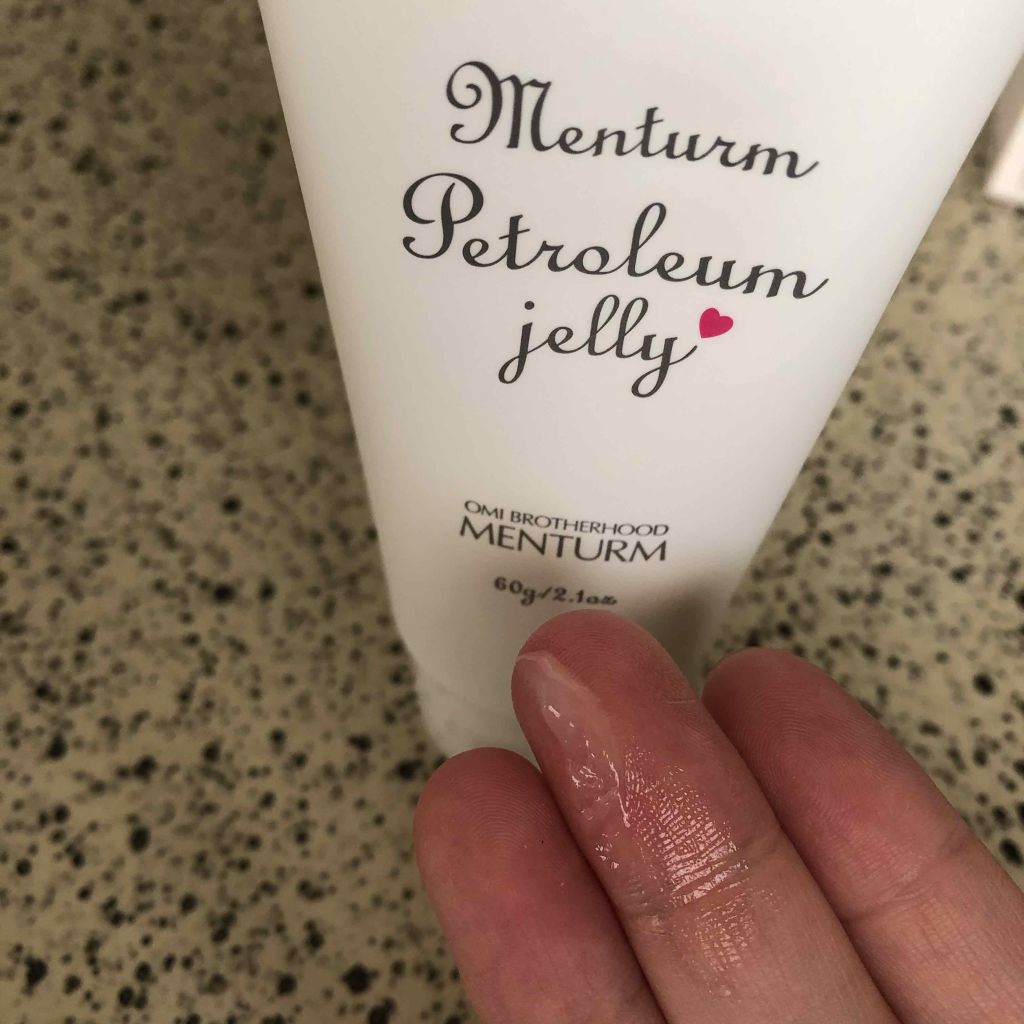 Menturm
Petroleum
jelly
OMI BROTHERHOOD
MENTURM
60g/2.1oz